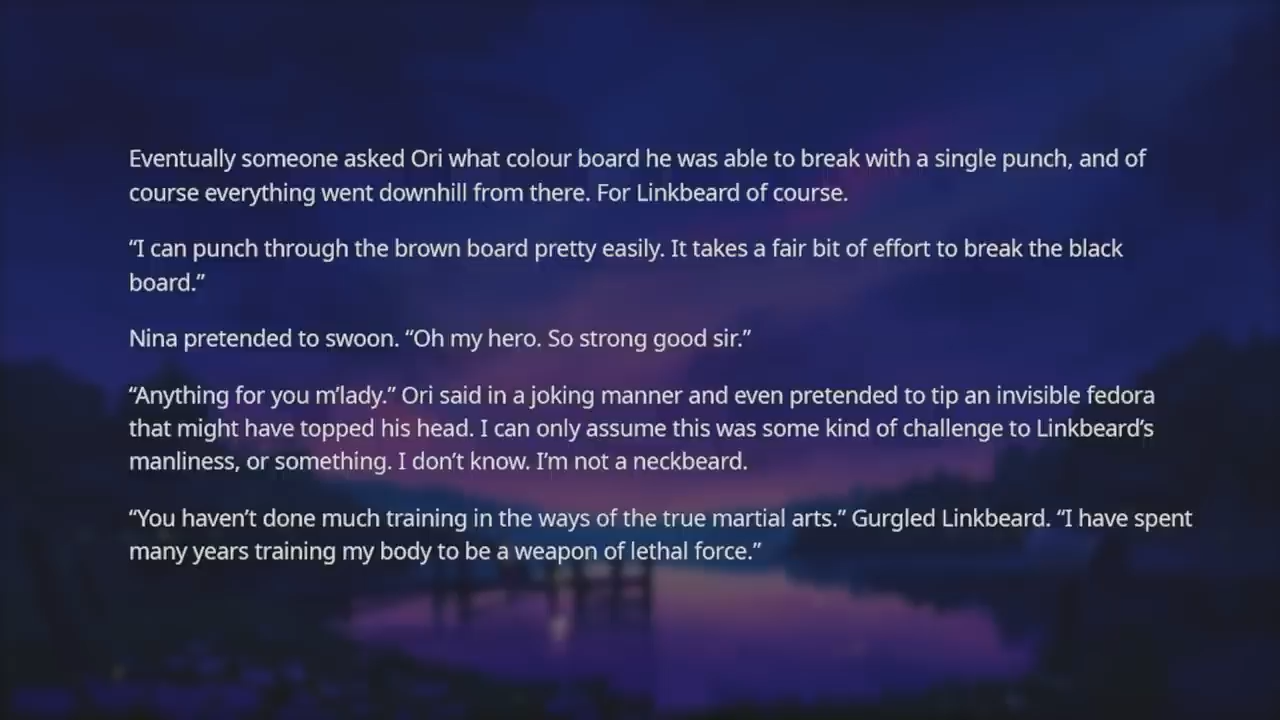 Eventually someone asked Ori what colour board he was able to break with a single punch, and of
course everything went downhill from there. For Linkbeard of course.
“I can punch through the brown board pretty easily. It takes a fair bit of effort to break the black
board.”
Nina pretended to swoon. “Oh my hero. So strong good sir.”
“Anything for you m’lady.” Ori said in a joking manner and even pretended to tip an invisible fedora
that might have topped his head. I can only assume this was some kind of challenge to Linkbeard’s
manliness, or something. I don’t know. I’m not a neckbeard.
“You haven’t done much training in the ways of the true martial arts.” Gurgled Linkbeard. “I have spent
many years training my body to be a weapon of lethal force.”